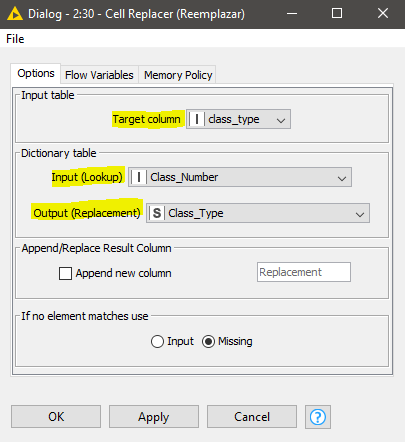 Dialog - 2:30 - Cell Replacer (Reemplazar)
File
Options Flow Variables Memory Policy
Input table
Target column I class_type
Dictionary table
Input (Lookup) I Class_Number
Output (Replacement) S Class_Type
Append/Replace Result Column
Append new column Replacement
If no element matches use
Input Missing
OK Apply Cancel ?